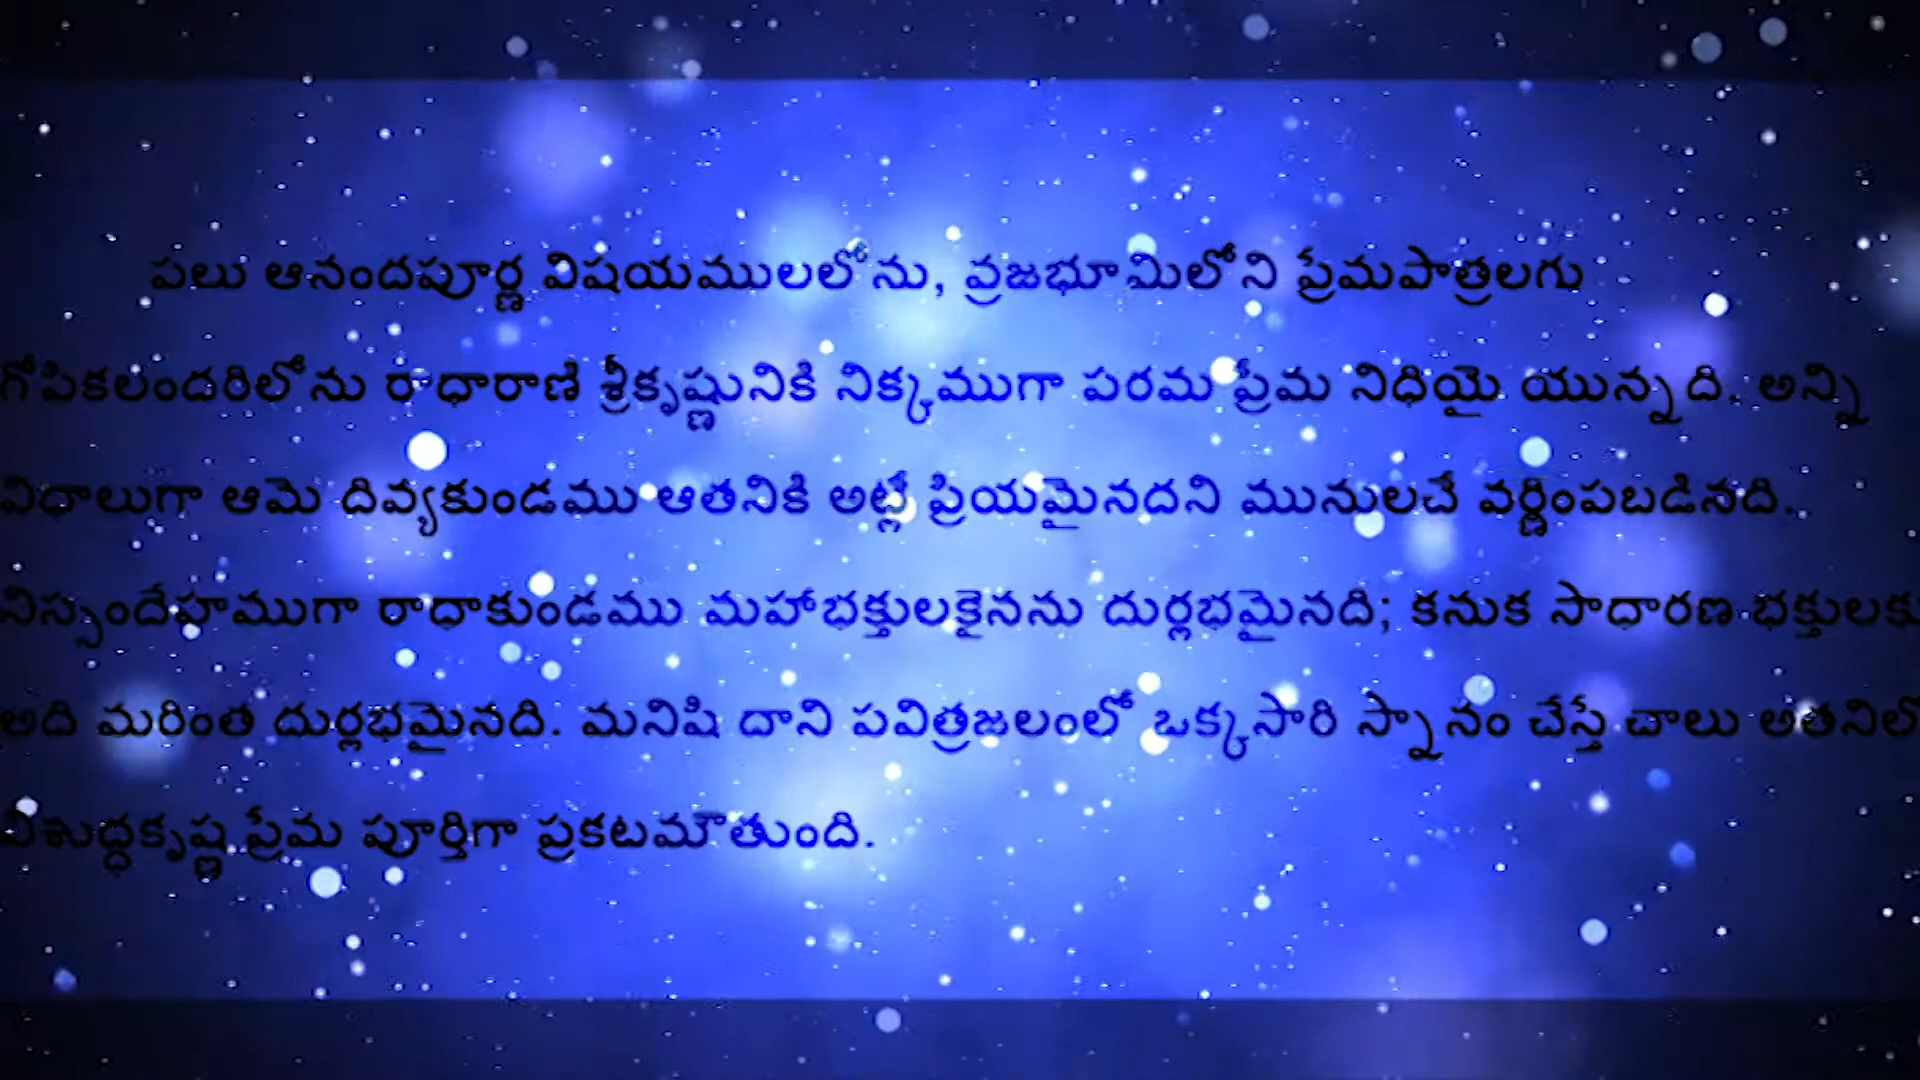 పలు ఆనందపూర్ణ విషయములలోను, వ్రజభూమిలోని ప్రేమపాత్రలగు
గోపికలందరిలోను రాధారాణి శ్రీకృష్ణునికి నిక్కముగా పరమ ప్రేమ నిధియై యున్నది. అన్ని
విధాలుగా ఆమె దివ్యకుండము ఆతనికి అట్లే ప్రియమైనదని మునులచే వర్ణింపబడినది.
నిస్సందేహముగా రాధాకుండము మహాభక్తులకైనను దుర్లభమైనది; కనుక సాధారణ భక్తులకు
అది మరింత దుర్లభమైనది. మనిషి దాని పవిత్రజలంలో ఒక్కసారి స్నానం చేస్తే చాలు అతనిలో
విశుద్ధకృష్ణప్రేమ పూర్తిగా ప్రకటమౌతుంది.